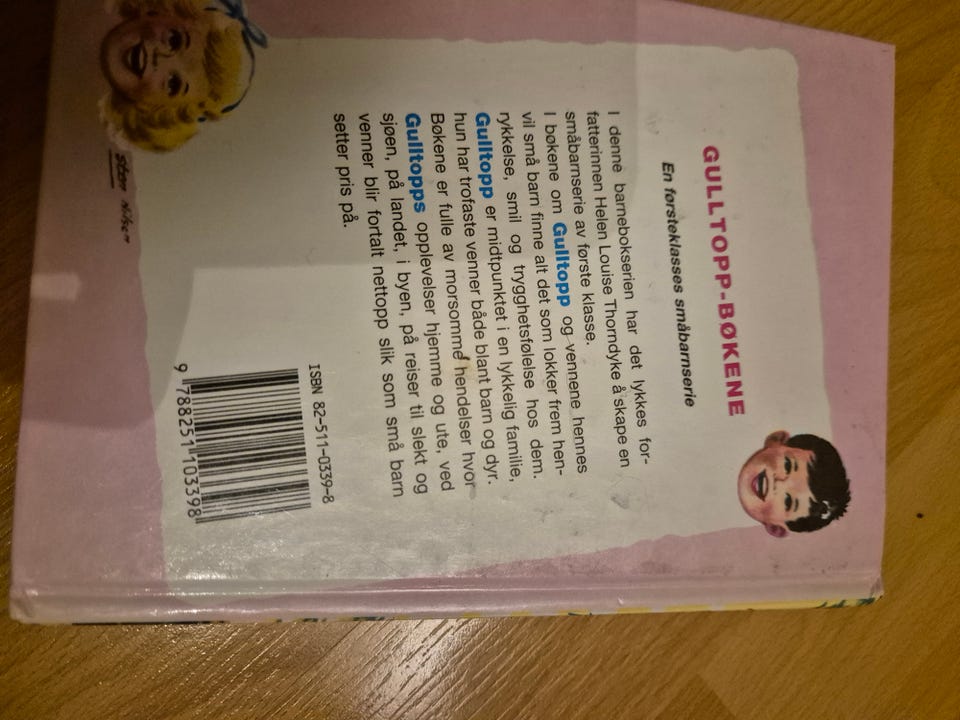 GULLTOPP-BØKENE
En førsteklasses småbarnserie
I denne barnebokserien har det lykkes for-
fatterinnen Helen Louise Thorndyke å skape en
småbarnserie av første klasse.
I bøkene om Gulltopp og vennene hennes
vil små barn finne alt det som lokker frem hen-
rykkelse, smil og trygghetsfølelse hos dem.
Gulltopp er midtpunktet i en lykkelig familie,
hun har trofaste venner både blant barn og dyr.
Bøkene er fulle av morsomme hendelser hvor
Gulltopps opplevelser hjemme og ute, ved
sjøen, på landet, i byen, på reiser til slekt og
venner blir fortalt nettopp slik som små barn
setter pris på.
ISBN 82-511-0339-8
9 788251 103398